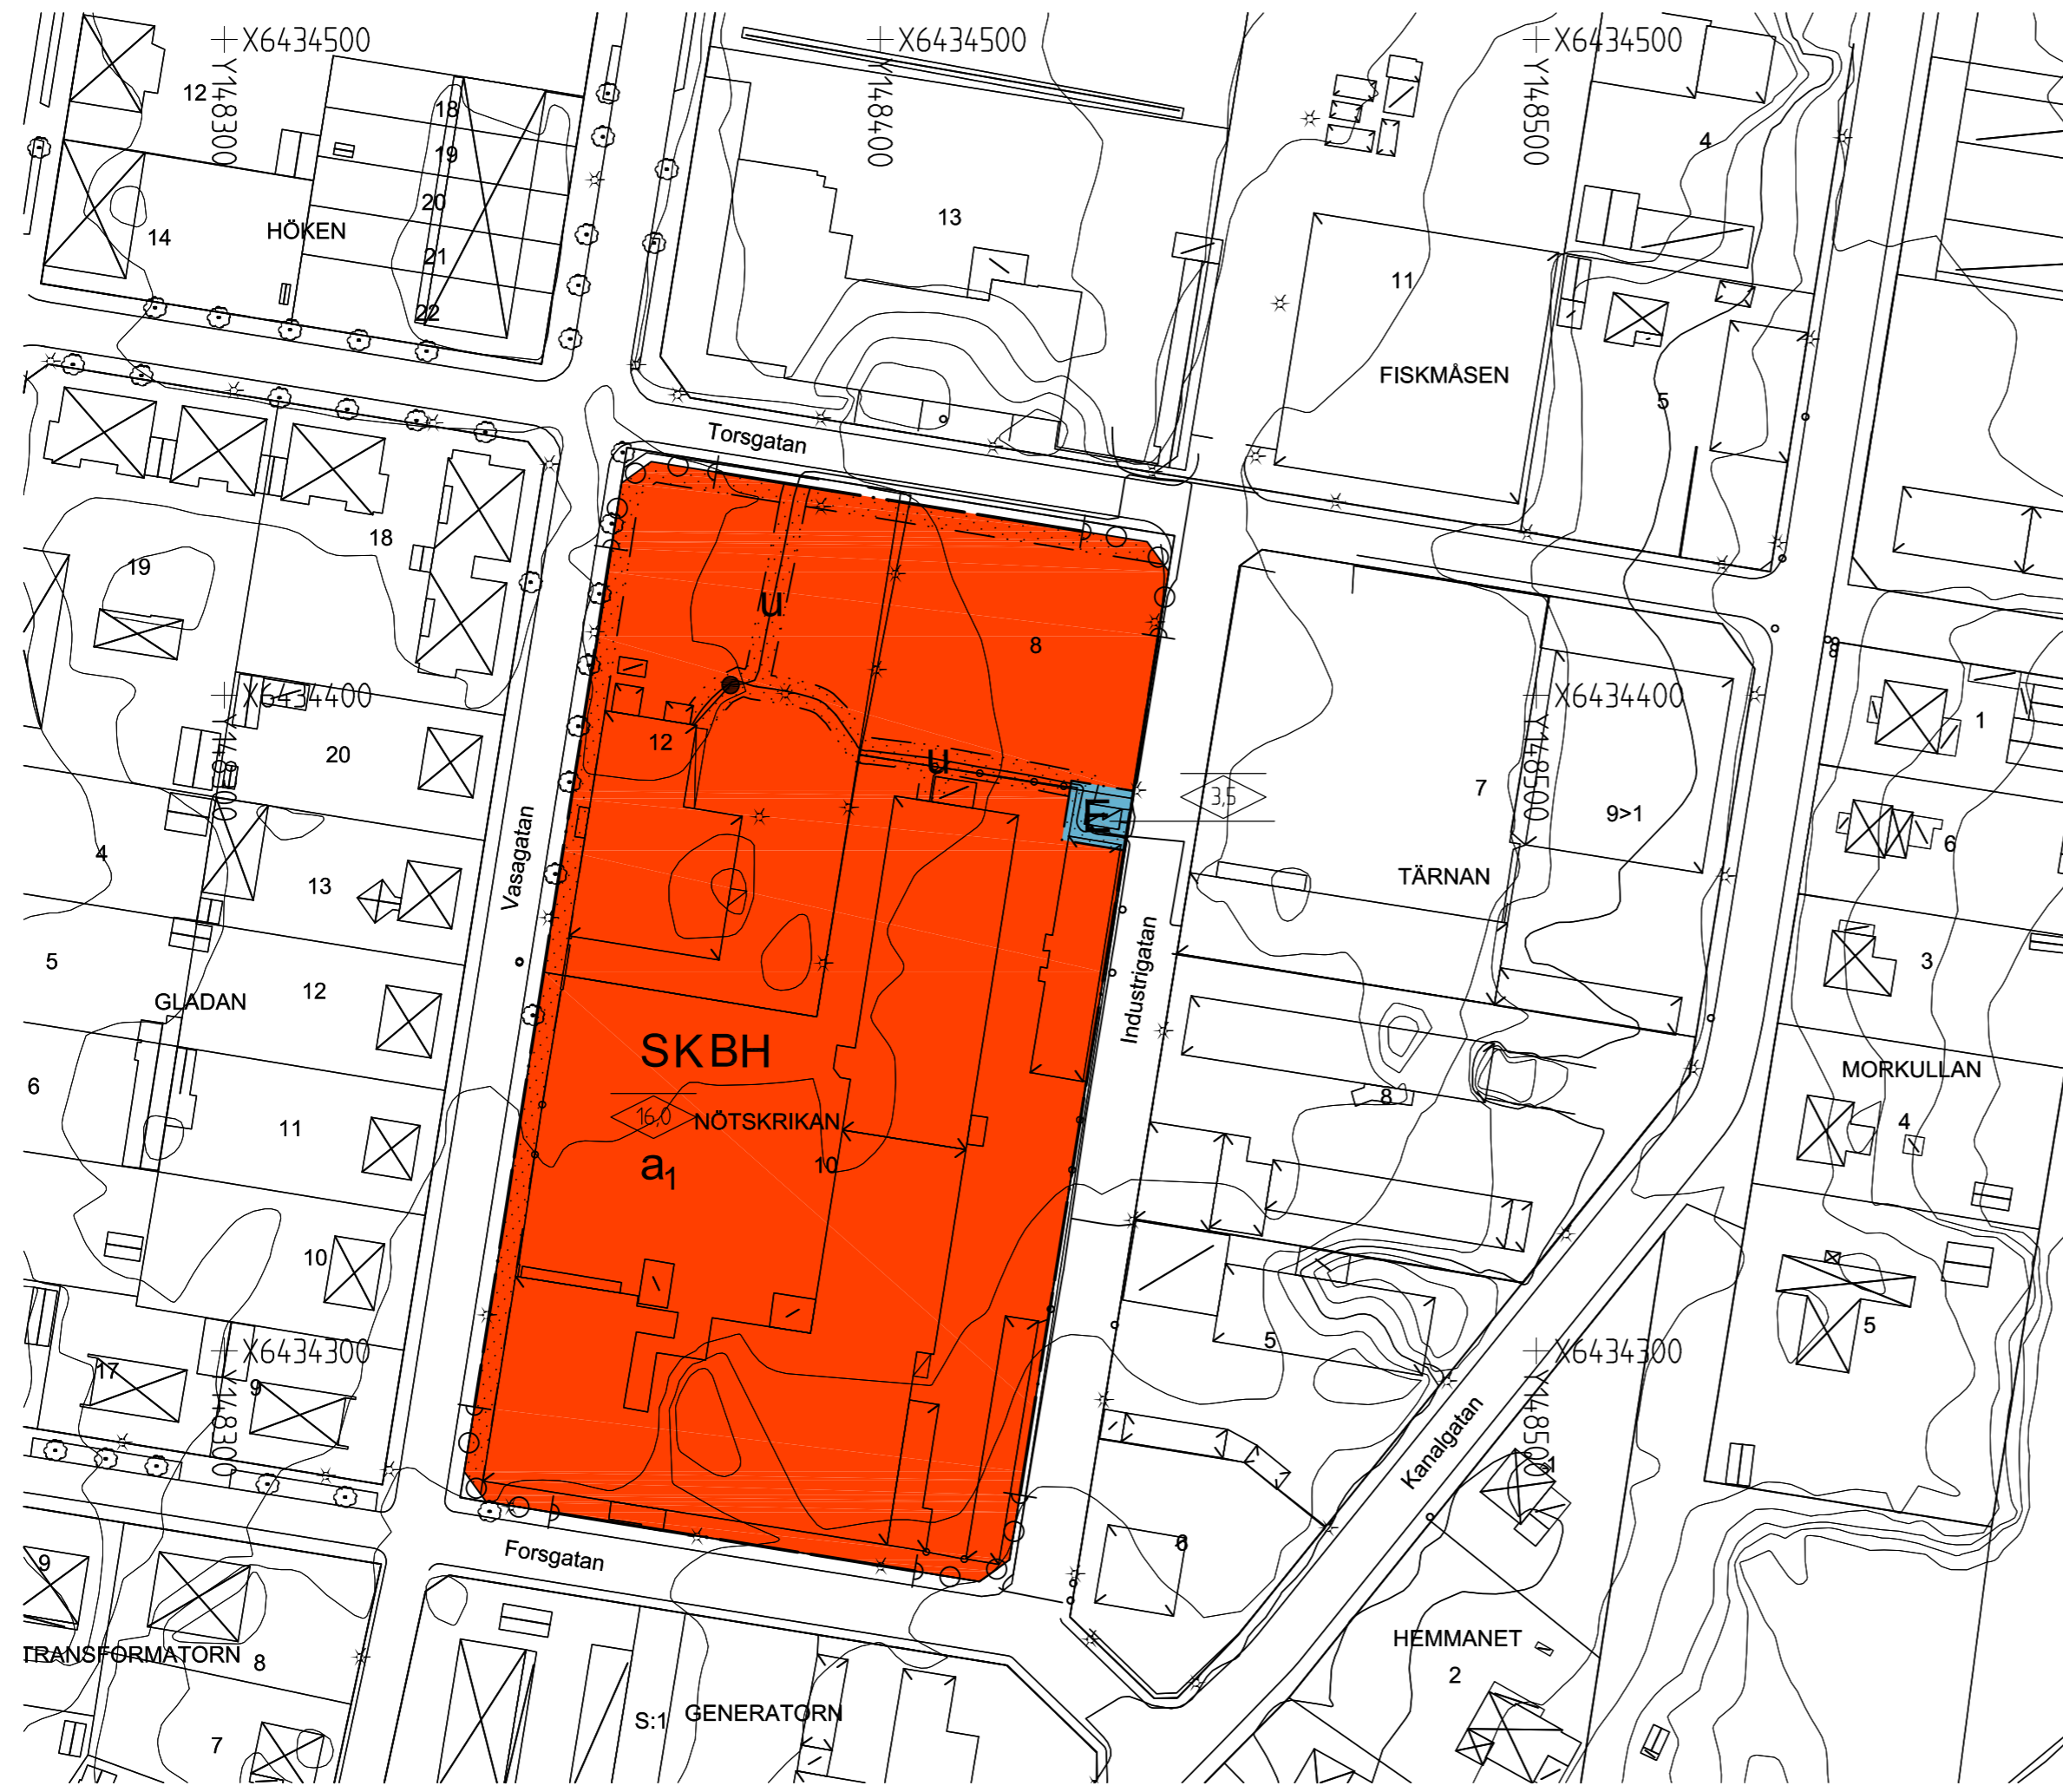 X6434500
X6434500
X6434500
Y148300
Y148400
Y148500
12
18
19
20
21
22
14
HÖKEN
13
4
11
FISKMÅSEN
5
Torsgatan
18
19
u
8
X6434400
X6434400
Y148500
12
u
20
E
3,5
7
9>1
1
6
4
13
Vasagatan
TÄRNAN
5
12
GLADAN
3
Industrigatan
SKBH
6
11
16,0
NÖTSKRIKAN
10
a1
8
MORKULLAN
4
10
5
5
X6434300
X6434300
Y148300
Y148500
17
9
Kanalgatan
1
6
Forsgatan
9
TRANSFORMATORN
8
HEMMANET
2
S:1
GENERATORN
7